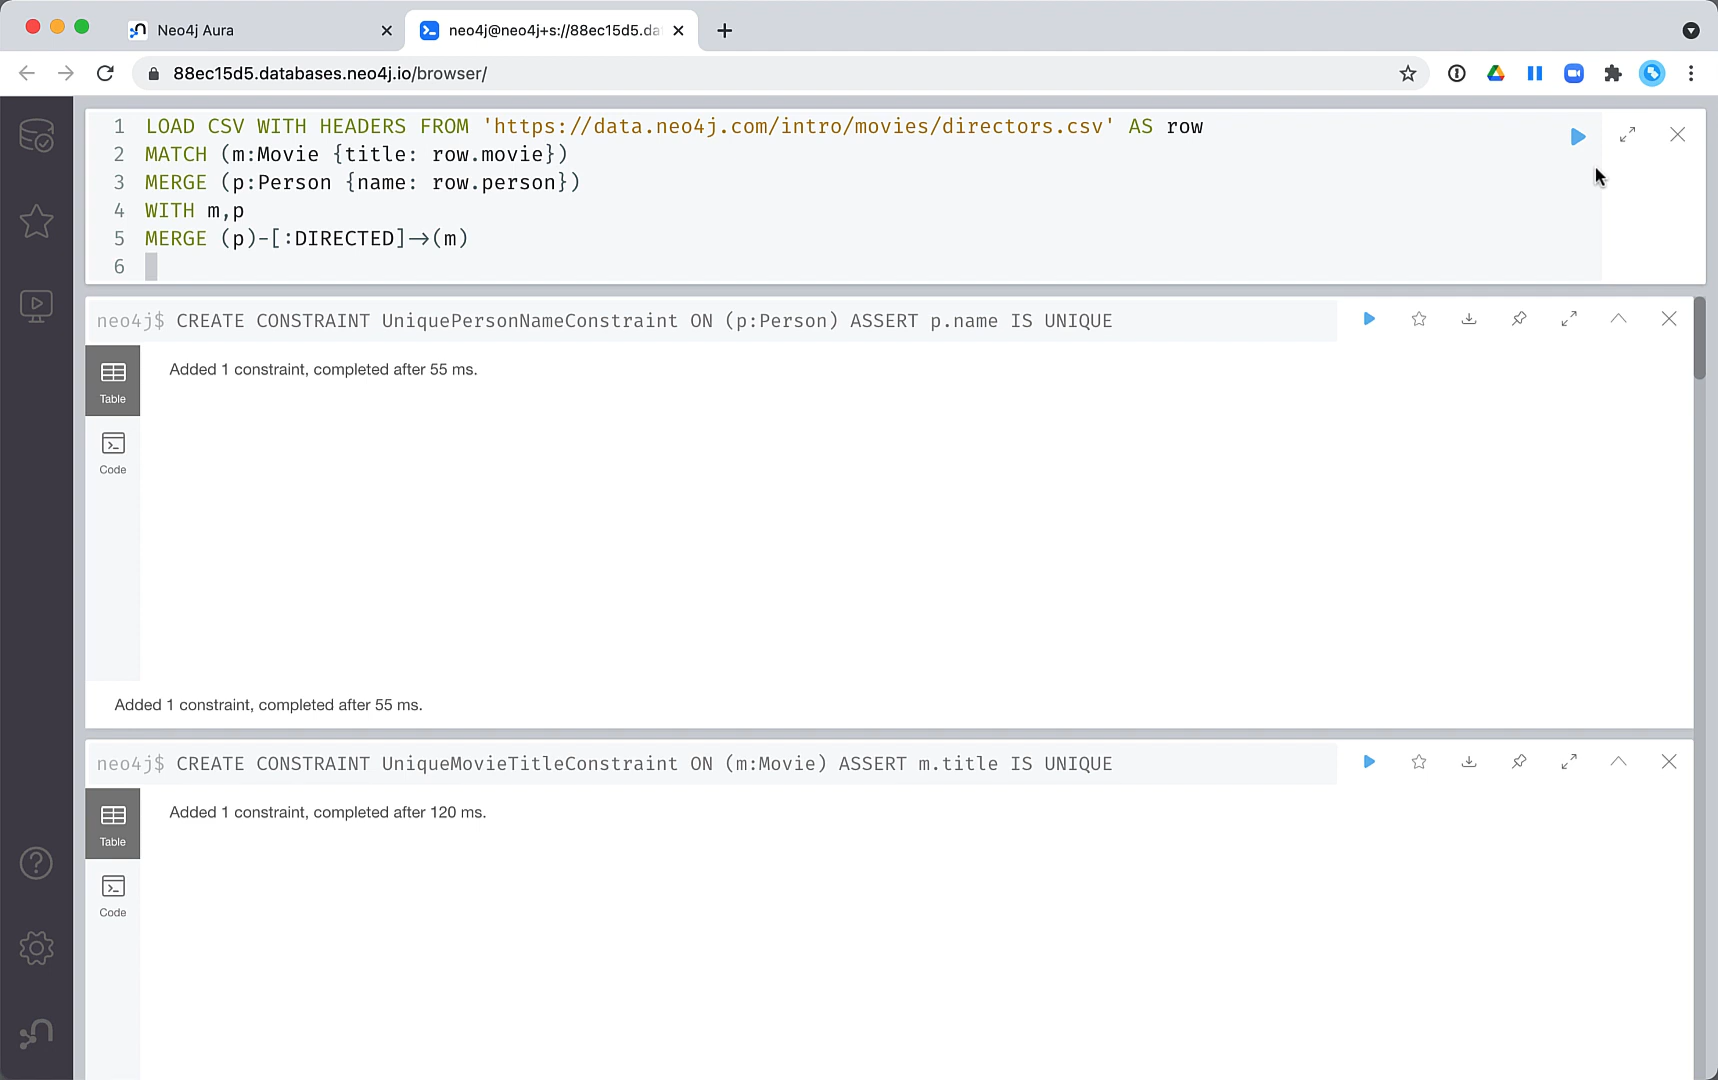 Neo4j Aura
neo4j@neo4j+s://88ec15d5.da
88ec15d5.databases.neo4j.io/browser/
1 LOAD CSV WITH HEADERS FROM 'https://data.neo4j.com/intro/movies/directors.csv' AS row
2 MATCH (m:Movie {title: row.movie})
3 MERGE (p:Person {name: row.person})
4 WITH m,p
5 MERGE (p)-[:DIRECTED]->(m)
6
neo4j$ CREATE CONSTRAINT UniquePersonNameConstraint ON (p:Person) ASSERT p.name IS UNIQUE
Table
Added 1 constraint, completed after 55 ms.
Code
Added 1 constraint, completed after 55 ms.
neo4j$ CREATE CONSTRAINT UniqueMovieTitleConstraint ON (m:Movie) ASSERT m.title IS UNIQUE
Table
Added 1 constraint, completed after 120 ms.
Code